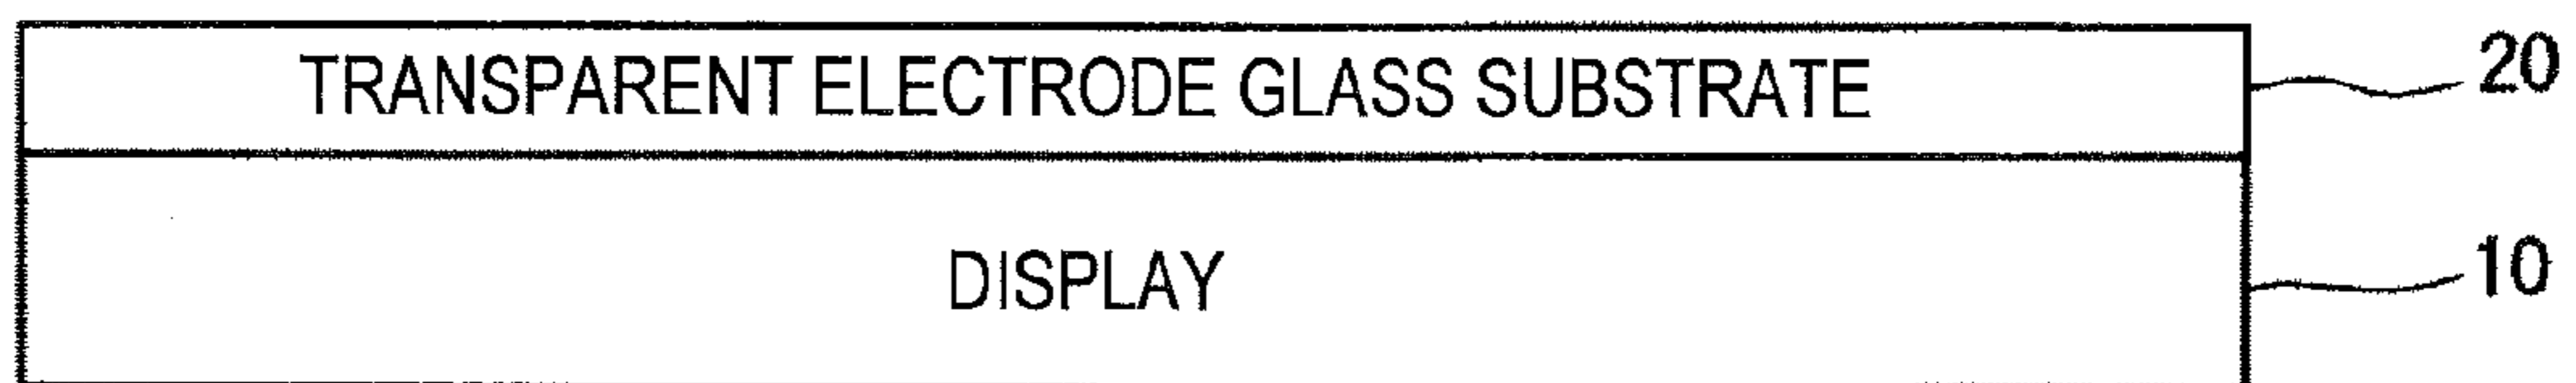 TRANSPARENT ELECTRODE GLASS SUBSTRATE 20
DISPLAY 10